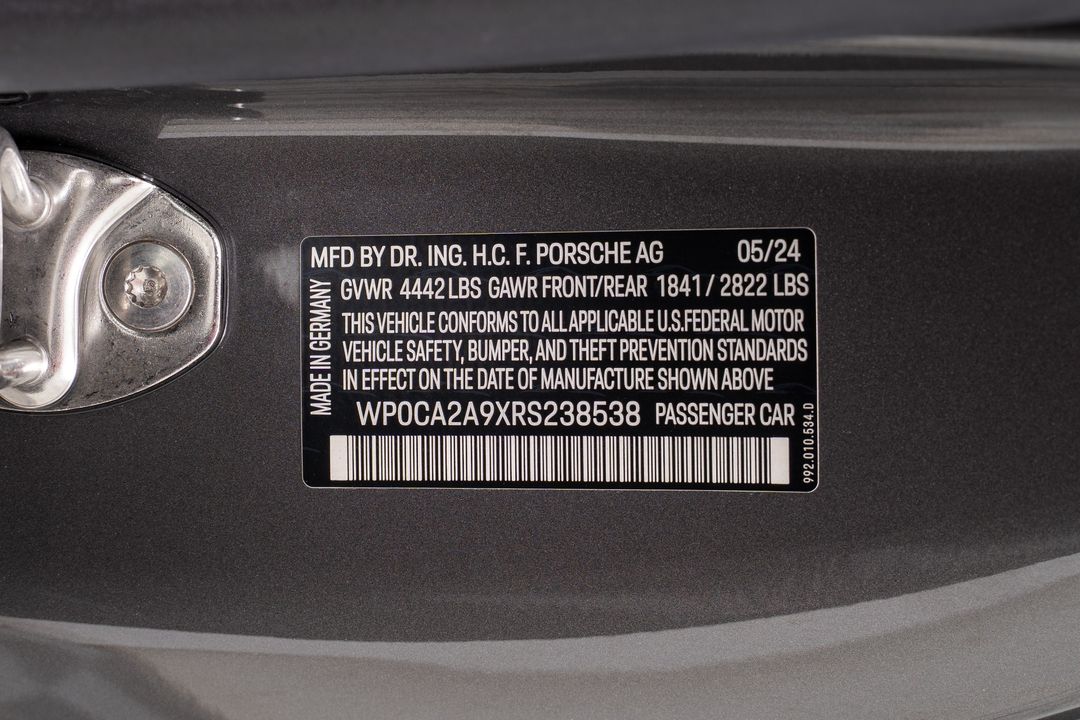 MFD BY DR. ING. H.C. F. PORSCHE AG 05/24
GVWR 4442 LBS GAWR FRONT/REAR 1841 / 2822 LBS
THIS VEHICLE CONFORMS TO ALL APPLICABLE U.S.FEDERAL MOTOR
VEHICLE SAFETY, BUMPER, AND THEFT PREVENTION STANDARDS
IN EFFECT ON THE DATE OF MANUFACTURE SHOWN ABOVE
WP0CA2A9XRS238538 PASSENGER CAR
MADE IN GERMANY
992.010.534.0